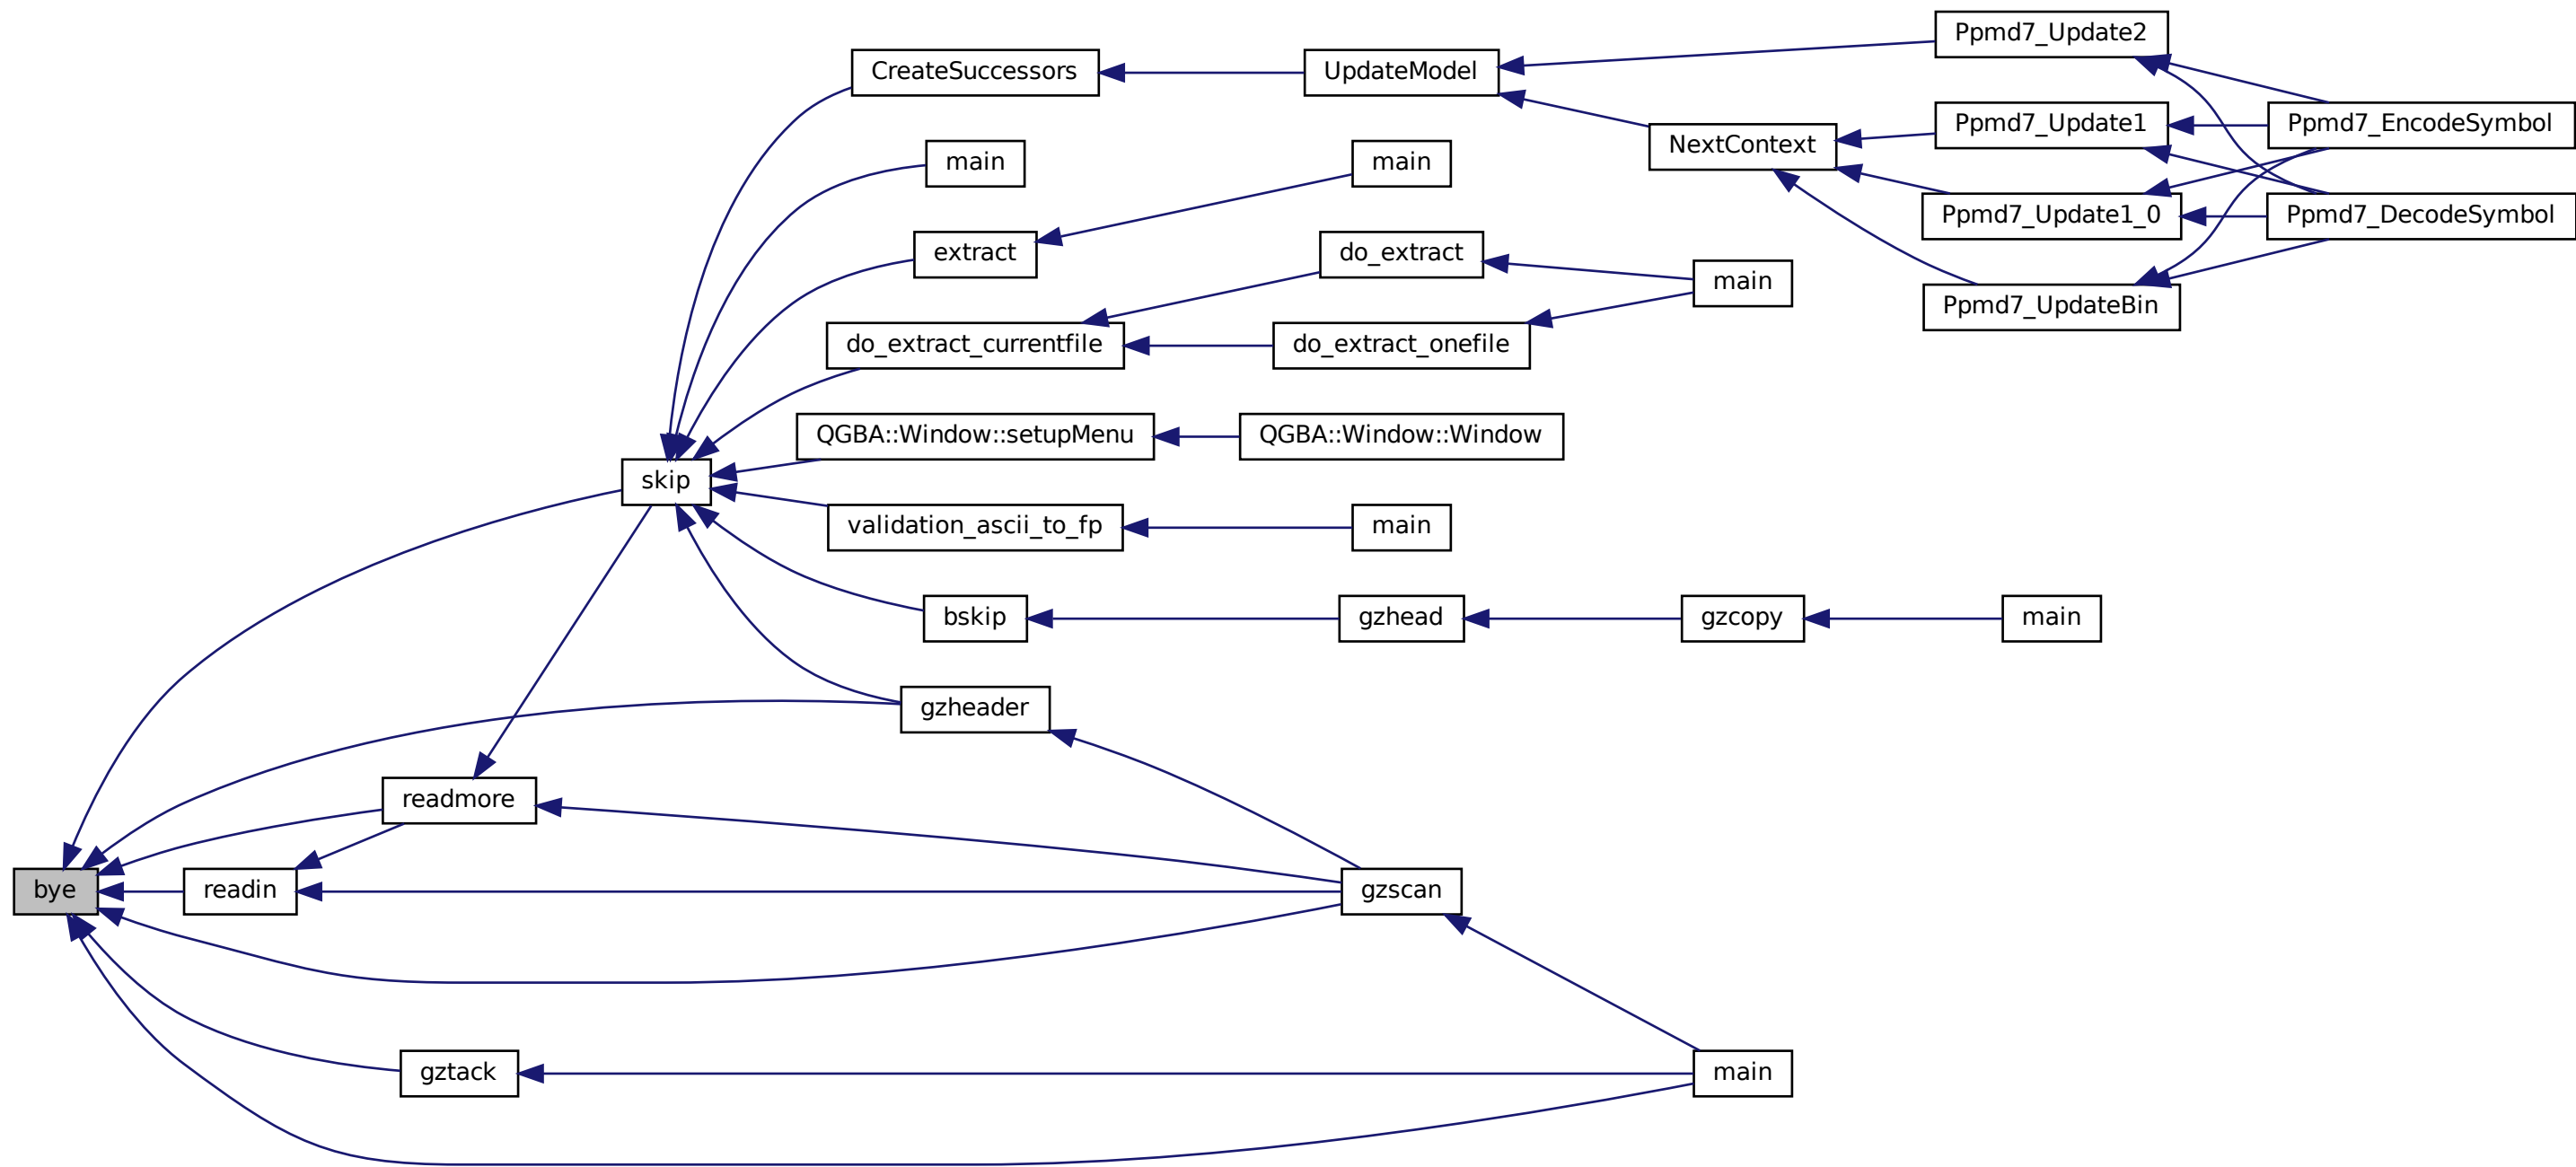 Ppmd7_Update2
CreateSuccessors
UpdateModel
Ppmd7_Update1
Ppmd7_EncodeSymbol
NextContext
main
main
Ppmd7_Update1_0
Ppmd7_DecodeSymbol
extract
do_extract
main
Ppmd7_UpdateBin
do_extract_currentfile
do_extract_onefile
QGBA::Window::setupMenu
QGBA::Window::Window
skip
validation_ascii_to_fp
main
bskip
gzhead
gzcopy
main
gzheader
readmore
bye
readin
gzscan
gztack
main